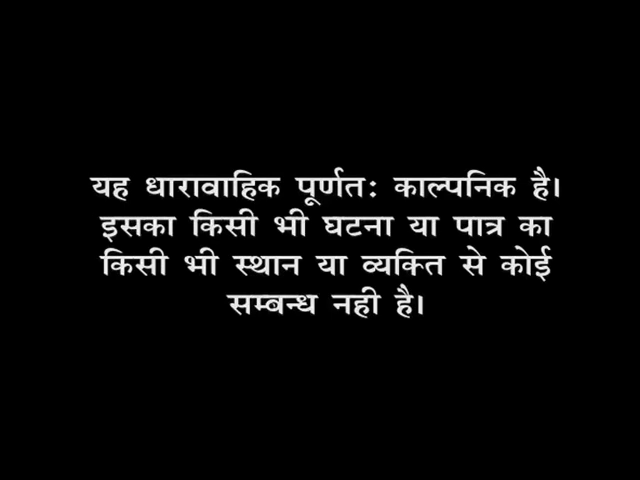 यह धारावाहिक पूर्णतः काल्पनिक है।
इसका किसी भी घटना या पात्र का
किसी भी स्थान या व्यक्ति से कोई
सम्बन्ध नही है।